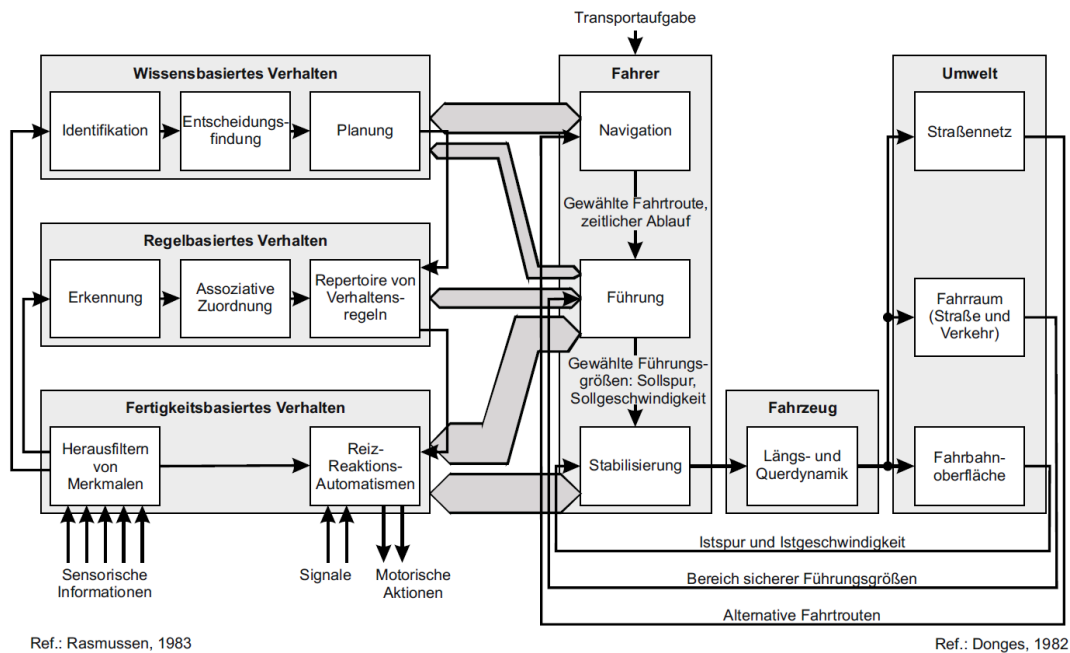 Transportaufgabe
Wissensbasiertes Verhalten
Identifikation
Entscheidungs-
findung
Planung
Regelbasiertes Verhalten
Erkennung
Assoziative
Zuordnung
Repertoire von
Verhaltens-
regeln
Fertigkeitsbasiertes Verhalten
Herausfiltern
von
Merkmalen
Reiz-
Reaktions-
Automatismen
Sensorische
Informationen
Signale
Motorische
Aktionen
Fahrer
Navigation
Gewählte Fahrtroute,
zeitlicher Ablauf
Führung
Gewählte Führungs-
größen: Sollspur,
Sollgeschwindigkeit
Stabilisierung
Fahrzeug
Längs- und
Querdynamik
Umwelt
Straßennetz
Fahrraum
(Straße und
Verkehr)
Fahrbahn-
oberfläche
Istspur und Istgeschwindigkeit
Bereich sicherer Führungsgrößen
Alternative Fahrtrouten
Ref.: Rasmussen, 1983
Ref.: Donges, 1982